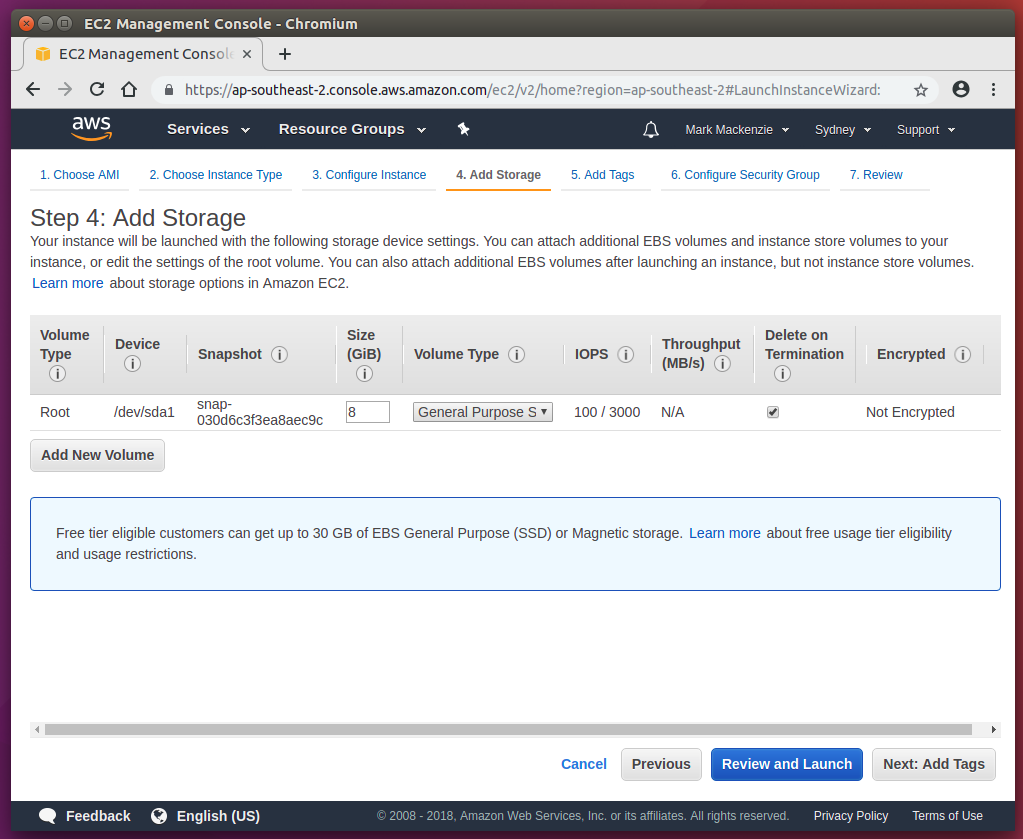 EC2 Management Console - Chromium
EC2 Management Consol
https://ap-southeast-2.console.aws.amazon.com/ec2/v2/home?region=ap-southeast-2#LaunchInstanceWizard:
aws Services Resource Groups Mark Mackenzie Sydney Support
1. Choose AMI 2. Choose Instance Type 3. Configure Instance 4. Add Storage 5. Add Tags 6. Configure Security Group 7. Review
Step 4: Add Storage
Your instance will be launched with the following storage device settings. You can attach additional EBS volumes and instance store volumes to your
instance, or edit the settings of the root volume. You can also attach additional EBS volumes after launching an instance, but not instance store volumes.
Learn more about storage options in Amazon EC2.
Volume Type i Device i Snapshot i Size (GiB) i Volume Type i IOPS i Throughput (MB/s) i Delete on Termination i Encrypted i
Root /dev/sda1 snap-030d6c3f3ea8aec9c 8 General Purpose S 100 / 3000 N/A Not Encrypted
Add New Volume
Free tier eligible customers can get up to 30 GB of EBS General Purpose (SSD) or Magnetic storage. Learn more about free usage tier eligibility
and usage restrictions.
Cancel Previous Review and Launch Next: Add Tags
Feedback English (US) © 2008 - 2018, Amazon Web Services, Inc. or its affiliates. All rights reserved. Privacy Policy Terms of Use